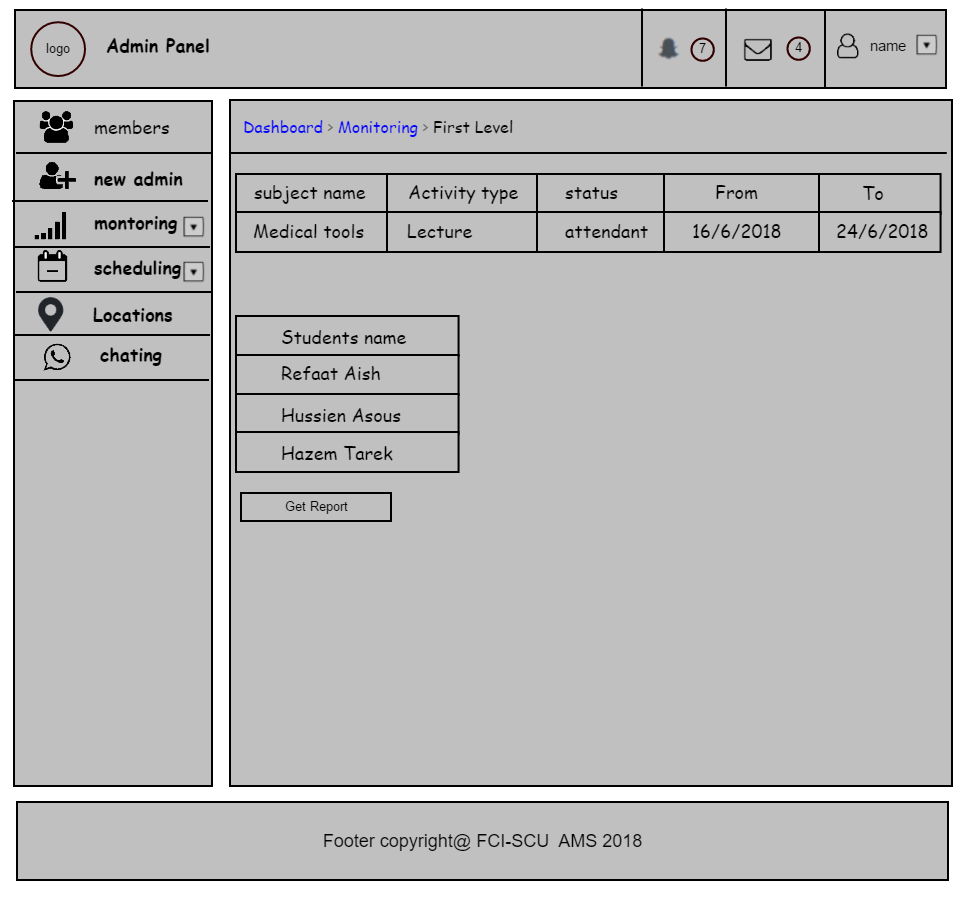 logo
Admin Panel
7
4
name
members
new admin
montoring
scheduling
Locations
chating
Dashboard > Monitoring > First Level
subject name Activity type status From To
Medical tools Lecture attendant 16/6/2018 24/6/2018
Students name
Refaat Aish
Hussien Asous
Hazem Tarek
Get Report
Footer copyright@ FCI-SCU AMS 2018